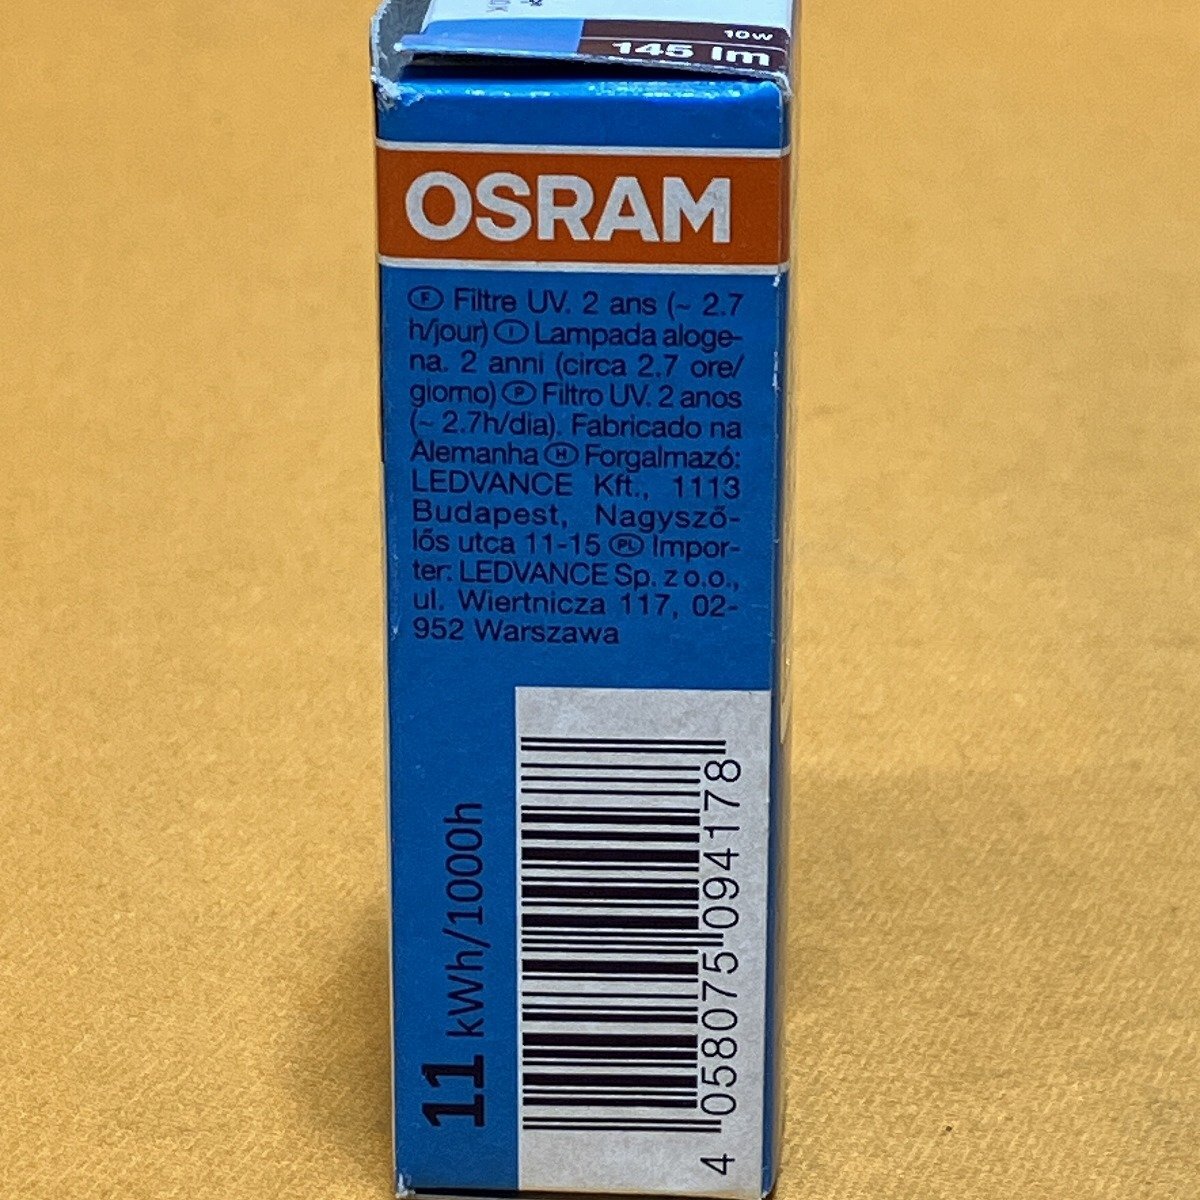 10w
145 lm
OSRAM
Ⓕ Filtre UV. 2 ans (~ 2.7
h/jour) Ⓘ Lampada aloge-
na. 2 anni (circa 2.7 ore/
giorno) Ⓟ Filtro UV. 2 anos
(~ 2.7h/dia). Fabricado na
Alemanha Ⓗ Forgalmazó:
LEDVANCE Kft., 1113
Budapest, Nagysző-
lős utca 11-15 (PL) Impor-
ter: LEDVANCE Sp. z o.o.,
ul. Wiertnicza 117, 02-
952 Warszawa
11 kWh/1000h
4 058075 094178